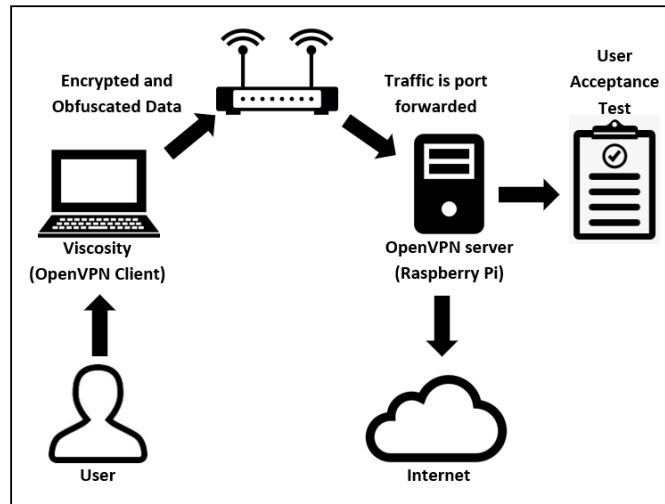 Encrypted and
Obfuscated Data
Traffic is port
forwarded
User
Acceptance
Test
Viscosity
(OpenVPN Client)
OpenVPN server
(Raspberry Pi)
User
Internet